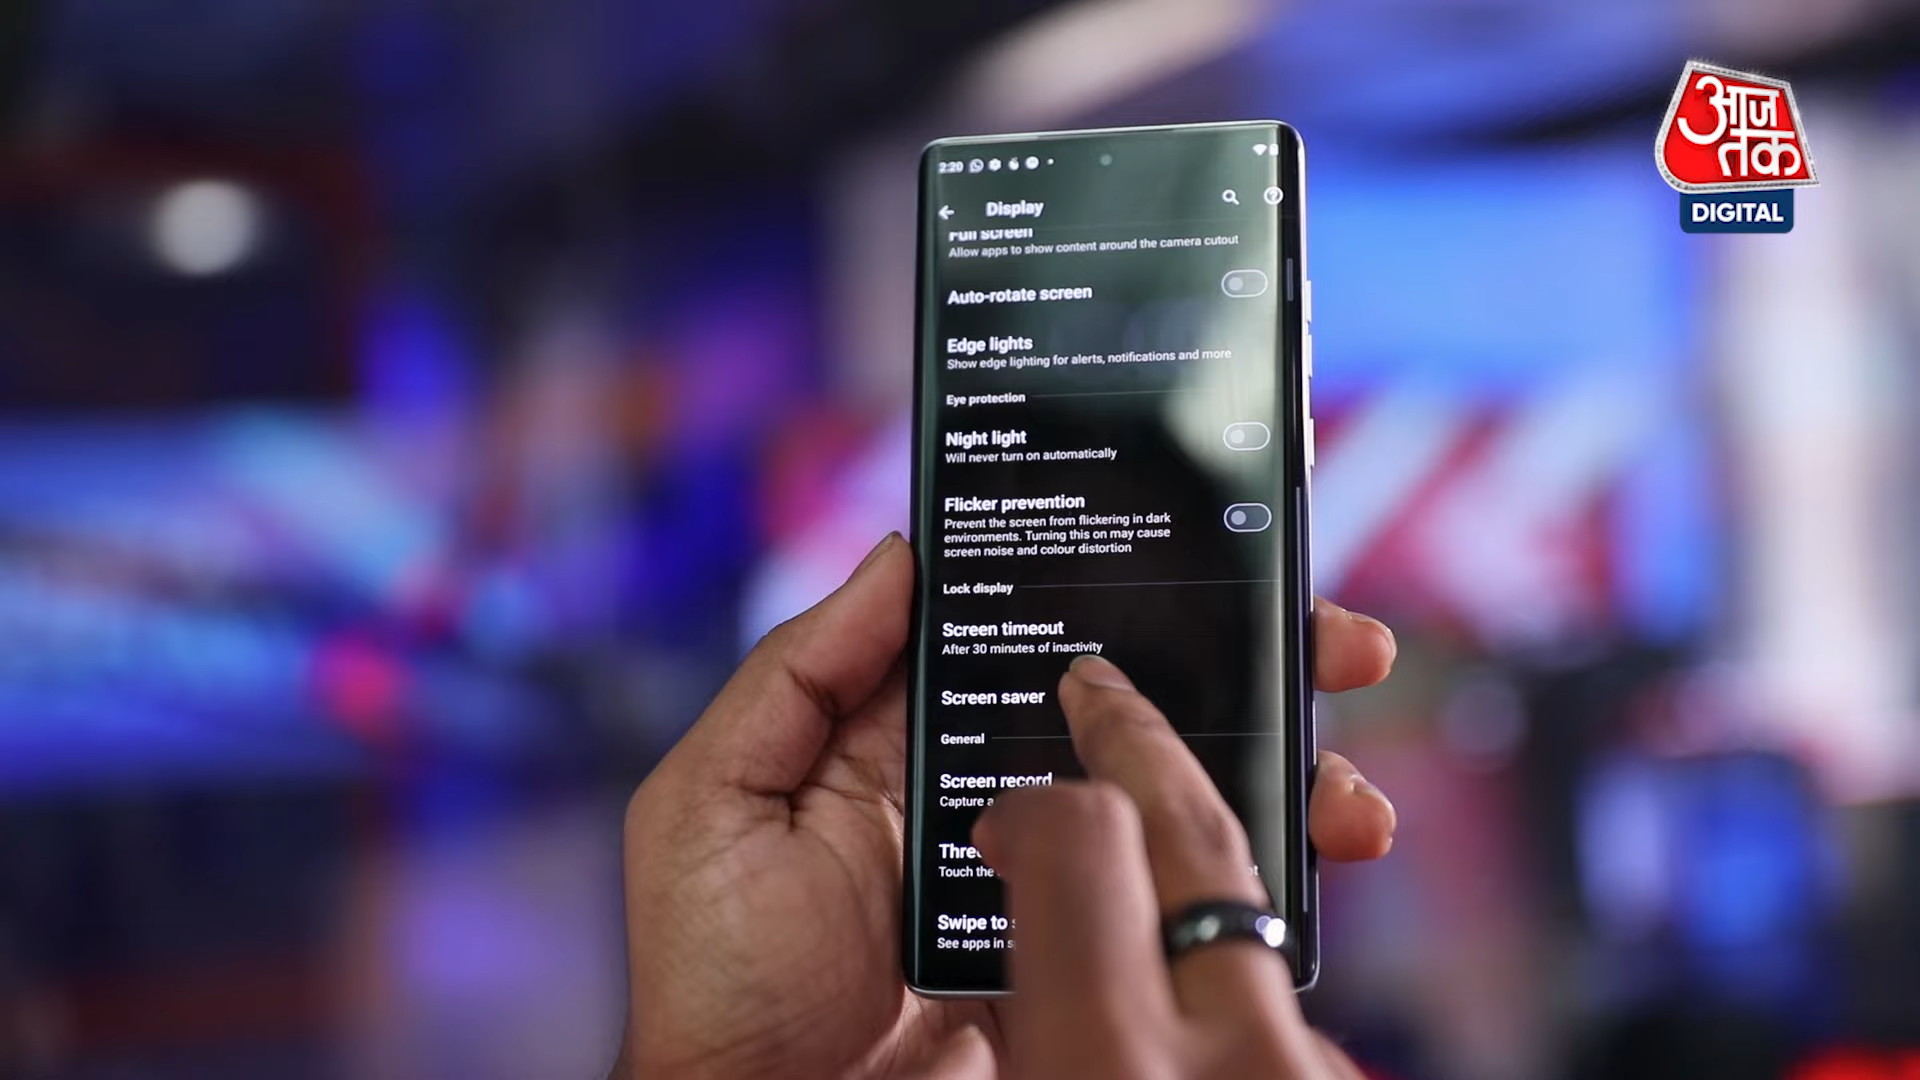 आज
तक
DIGITAL
2:20
Display
Full screen
Allow apps to show content around the camera cutout
Auto-rotate screen
Edge lights
Show edge lighting for alerts, notifications and more
Eye protection
Night light
Will never turn on automatically
Flicker prevention
Prevent the screen from flickering in dark
environments. Turning this on may cause
screen noise and colour distortion
Lock display
Screen timeout
After 30 minutes of inactivity
Screen saver
General
Screen record
Capture a
Touch the
Swipe to
See apps in